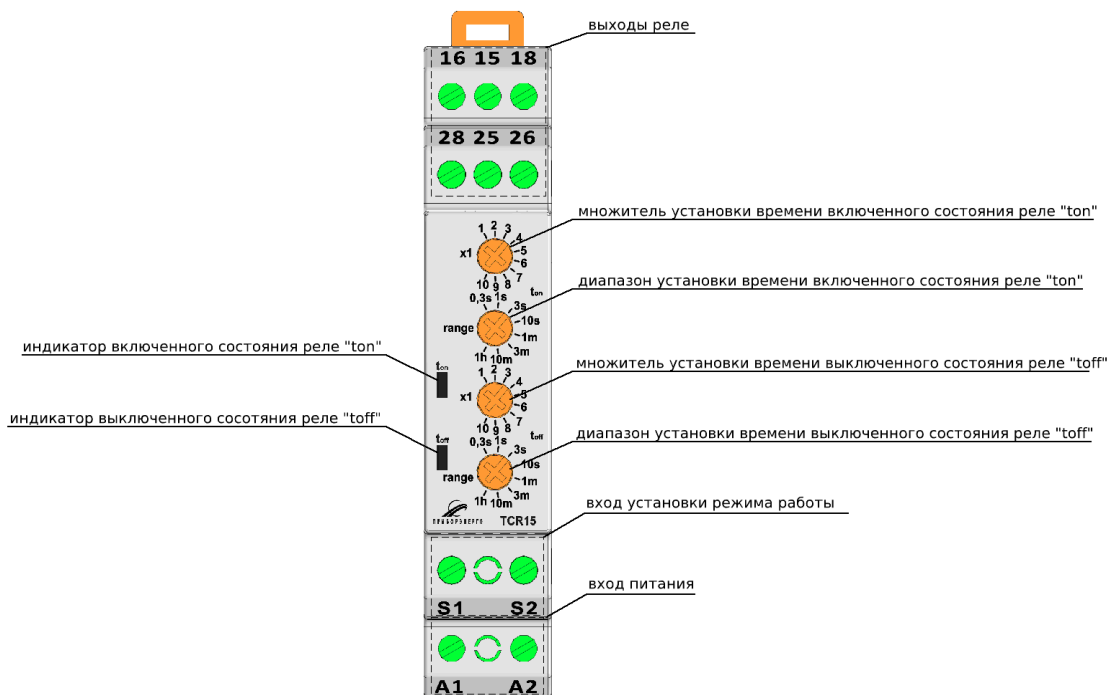 выходы реле
16 15 18
28 25 26
множитель установки времени включенного состояния реле "ton"
1 2 3 4 5 6 7 8 9 10
x1
диапазон установки времени включенного состояния реле "ton"
0,3s 1s 3s 10s 1m 3m 10m 1h
ton
range
индикатор включенного состояния реле "ton"
ton
множитель установки времени выключенного состояния реле "toff"
1 2 3 4 5 6 7 8 9 10
x1
индикатор выключенного сосотяния реле "toff"
toff
диапазон установки времени выключенного состояния реле "toff"
0,3s 1s 3s 10s 1m 3m 10m 1h
toff
range
ПРИБОРЭНЕРГО
TCR15
вход установки режима работы
S1 S2
вход питания
A1 A2